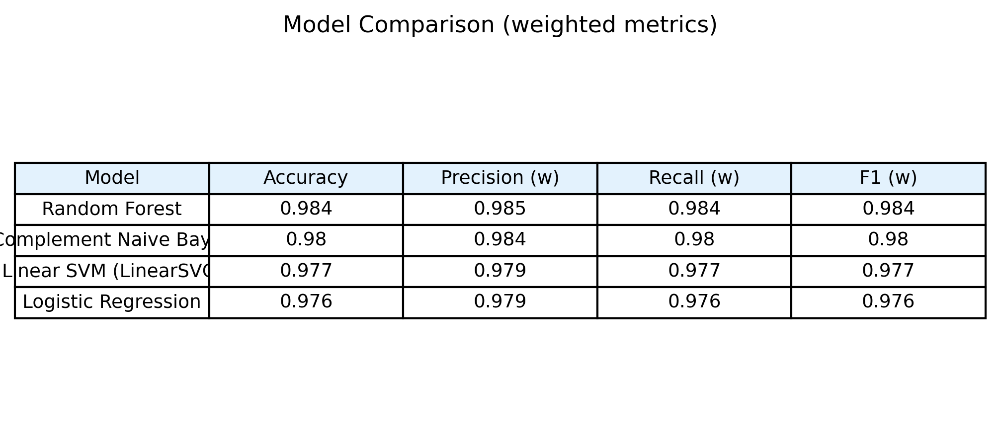 Model Comparison (weighted metrics)
Model Accuracy Precision (w) Recall (w) F1 (w)
Random Forest 0.984 0.985 0.984 0.984
Complement Naive Bay 0.98 0.984 0.98 0.98
Linear SVM (LinearSVC 0.977 0.979 0.977 0.977
Logistic Regression 0.976 0.979 0.976 0.976